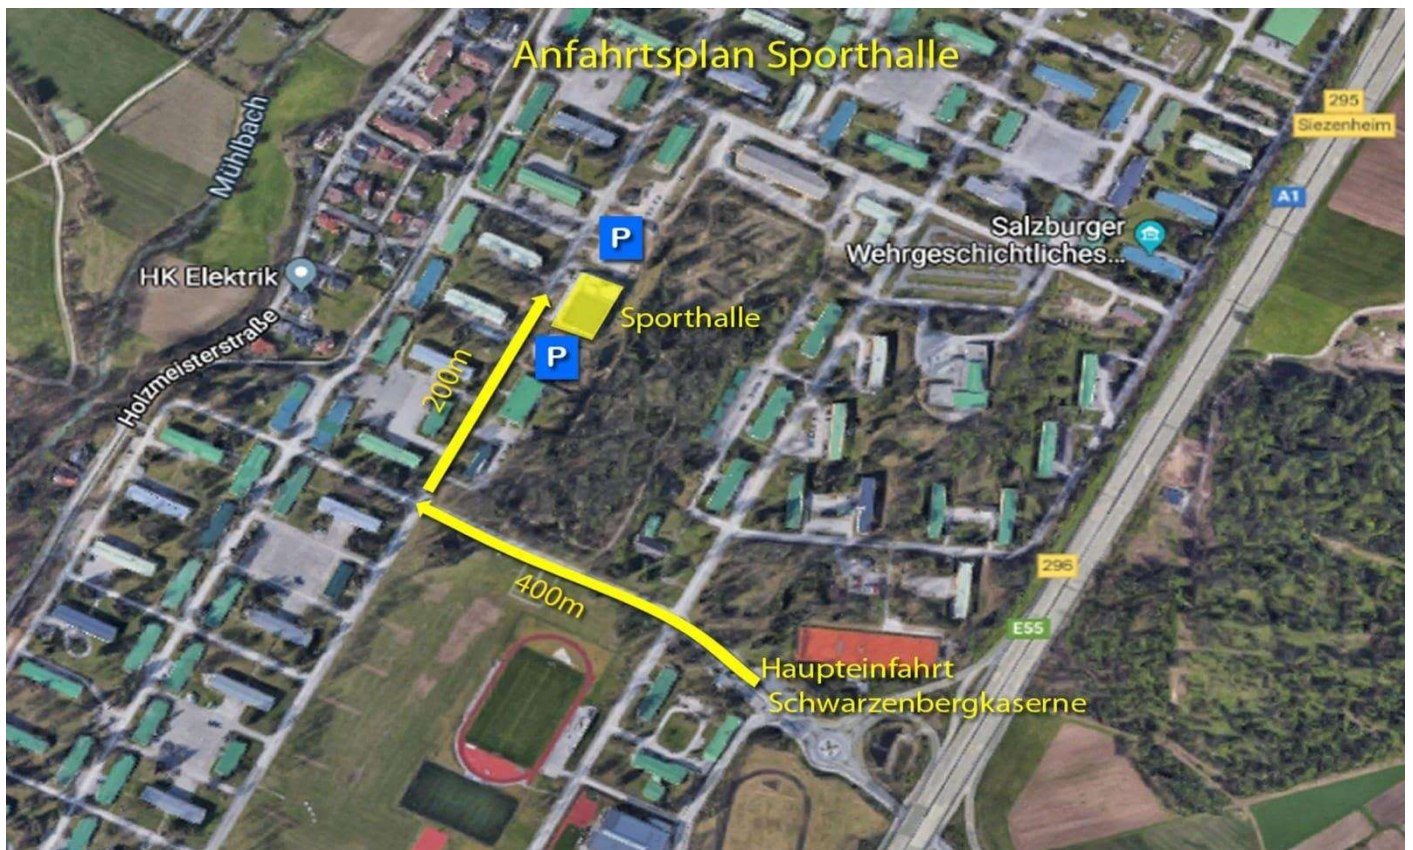 Anfahrtsplan Sporthalle
295
Siezenheim
Mühlbach
A1
P
Salzburger
Wehrgeschichtliches...
HK Elektrik
Sporthalle
Holzmeisterstraße
P
200m
296
400m
E55
Haupteinfahrt
Schwarzenbergkaserne